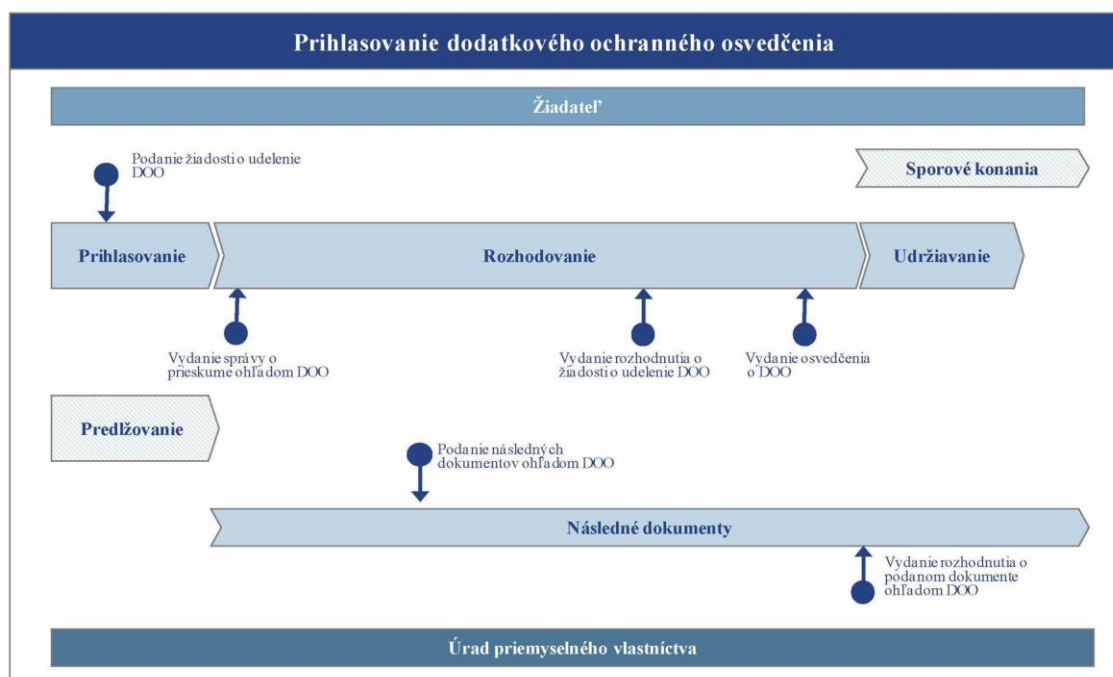 Prihlasovanie dodatkového ochranného osvedčenia
Žiadateľ
Podanie žiadosti o udelenie
DOO
Sporové konania
Prihlasovanie
Rozhodovanie
Udržiavanie
Vydanie správy o
prieskume ohľadom DOO
Vydanie rozhodnutia o
žiadosti o udelenie DOO
Vydanie osvedčenia
o DOO
Predlžovanie
Podanie následných
dokumentov ohľadom DOO
Následné dokumenty
Vydanie rozhodnutia o
podanom dokumente
ohľadom DOO
Úrad priemyselného vlastníctva